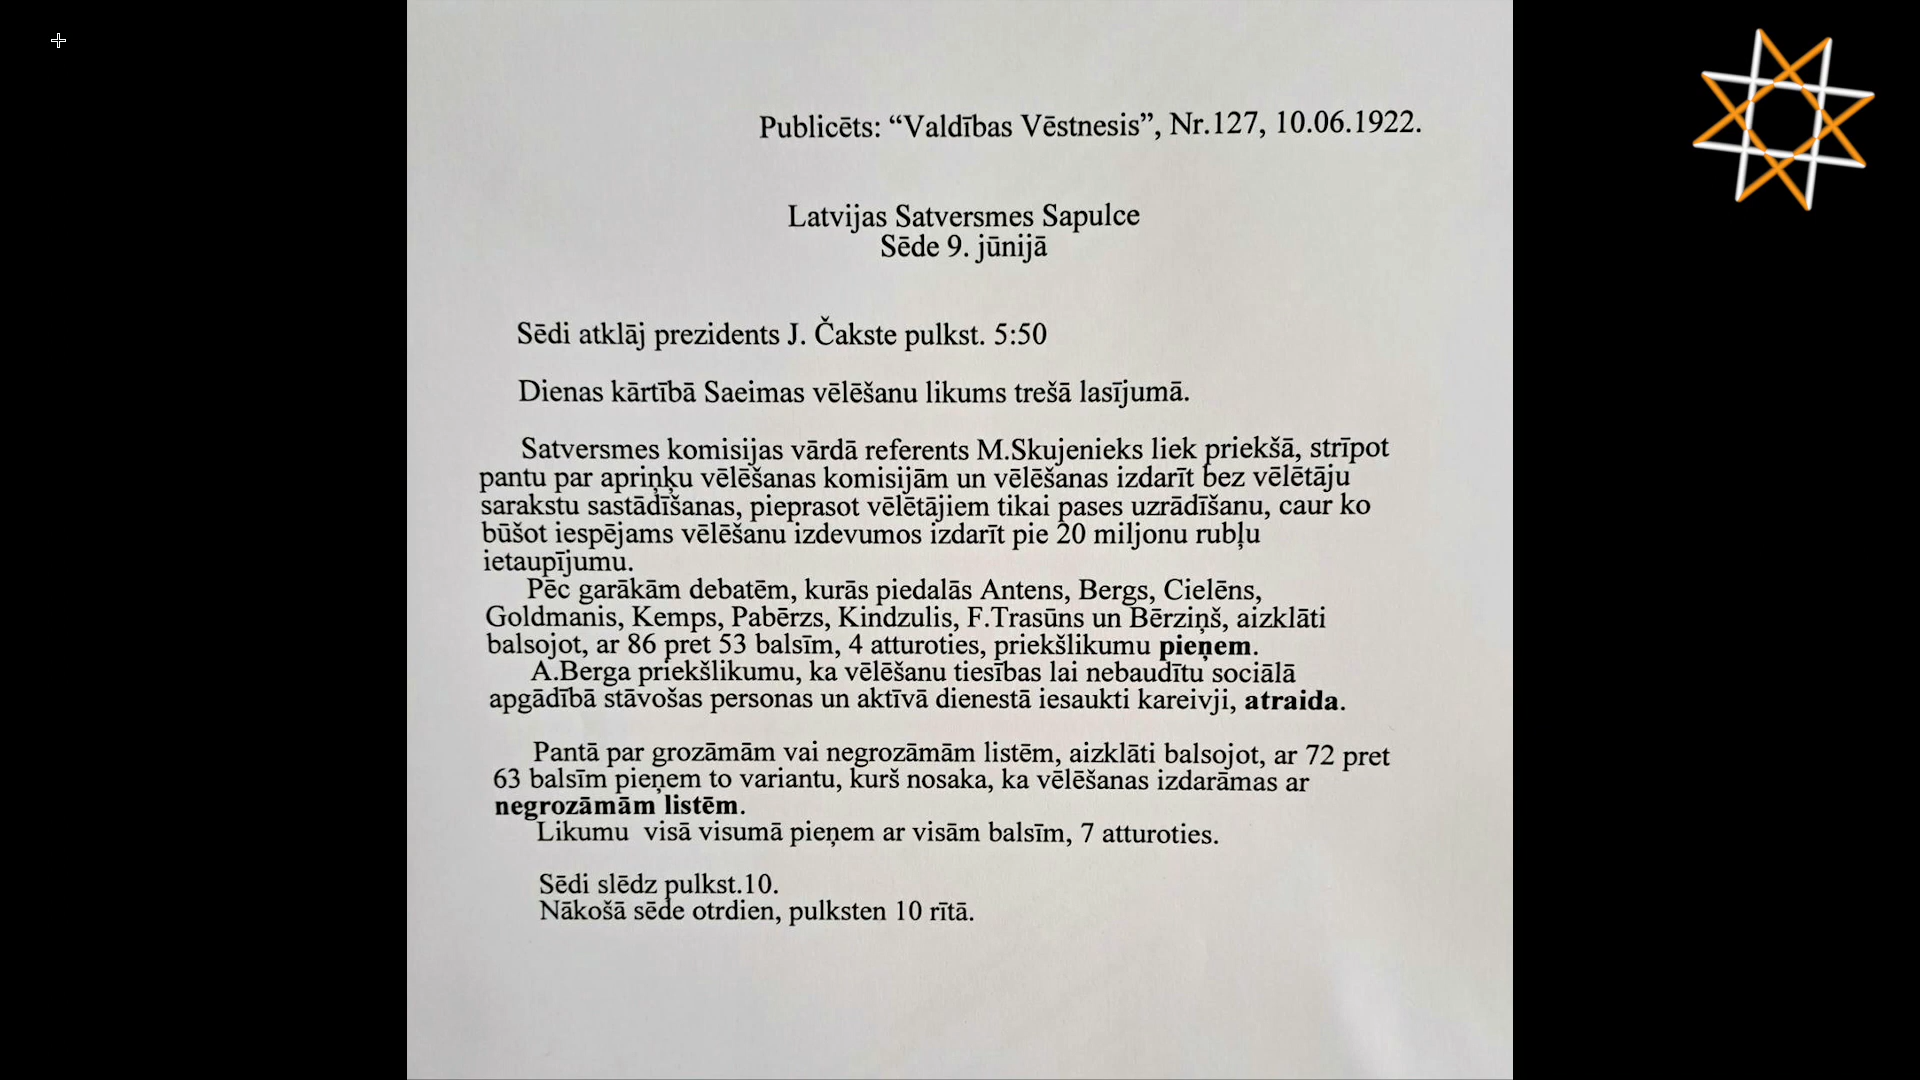 Publicēts: “Valdības Vēstnesis”, Nr.127, 10.06.1922.
Latvijas Satversmes Sapulce
Sēde 9. jūnijā
Sēdi atklāj prezidents J. Čakste pulkst. 5:50
Dienas kārtībā Saeimas vēlēšanu likums trešā lasījumā.
Satversmes komisijas vārdā referents M.Skujenieks liek priekšā, strīpot
pantu par apriņķu vēlēšanas komisijām un vēlēšanas izdarīt bez vēlētāju
sarakstu sastādīšanas, pieprasot vēlētājiem tikai pases uzrādīšanu, caur ko
būšot iespējams vēlēšanu izdevumos izdarīt pie 20 miljonu rubļu
ietaupījumu.
Pēc garākām debatēm, kurās piedalās Antens, Bergs, Cielēns,
Goldmanis, Kemps, Pabērzs, Kindzulis, F.Trasūns un Bērziņš, aizklāti
balsojot, ar 86 pret 53 balsīm, 4 atturoties, priekšlikumu pieņem.
A.Berga priekšlikumu, ka vēlēšanu tiesības lai nebaudītu sociālā
apgādībā stāvošas personas un aktīvā dienestā iesaukti kareivji, atraida.
Pantā par grozāmām vai negrozāmām listēm, aizklāti balsojot, ar 72 pret
63 balsīm pieņem to variantu, kurš nosaka, ka vēlēšanas izdarāmas ar
negrozāmām listēm.
Likumu  visā visumā pieņem ar visām balsīm, 7 atturoties.
Sēdi slēdz pulkst.10.
Nākošā sēde otrdien, pulksten 10 rītā.